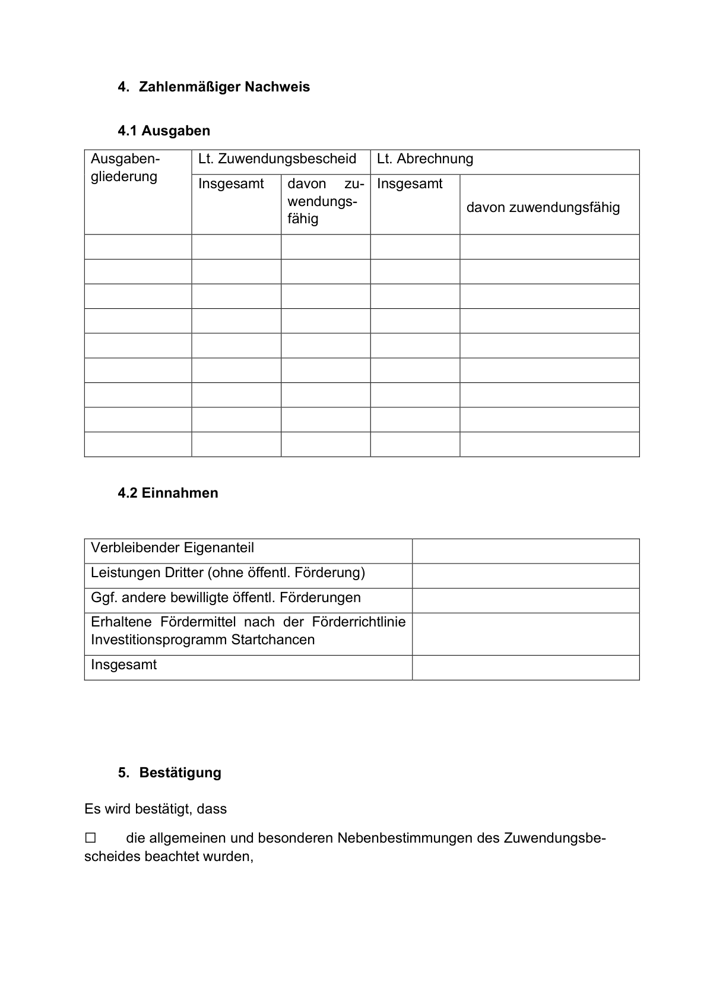 4. Zahlenmäßiger Nachweis
4.1 Ausgaben
Ausgaben-
gliederung
Lt. Zuwendungsbescheid
Lt. Abrechnung
Insgesamt
davon zu-
wendungs-
fähig
Insgesamt
davon zuwendungsfähig
4.2 Einnahmen
Verbleibender Eigenanteil
Leistungen Dritter (ohne öffentl. Förderung)
Ggf. andere bewilligte öffentl. Förderungen
Erhaltene Fördermittel nach der Förderrichtlinie
Investitionsprogramm Startchancen
Insgesamt
5. Bestätigung
Es wird bestätigt, dass
☐ die allgemeinen und besonderen Nebenbestimmungen des Zuwendungsbe-
scheides beachtet wurden,